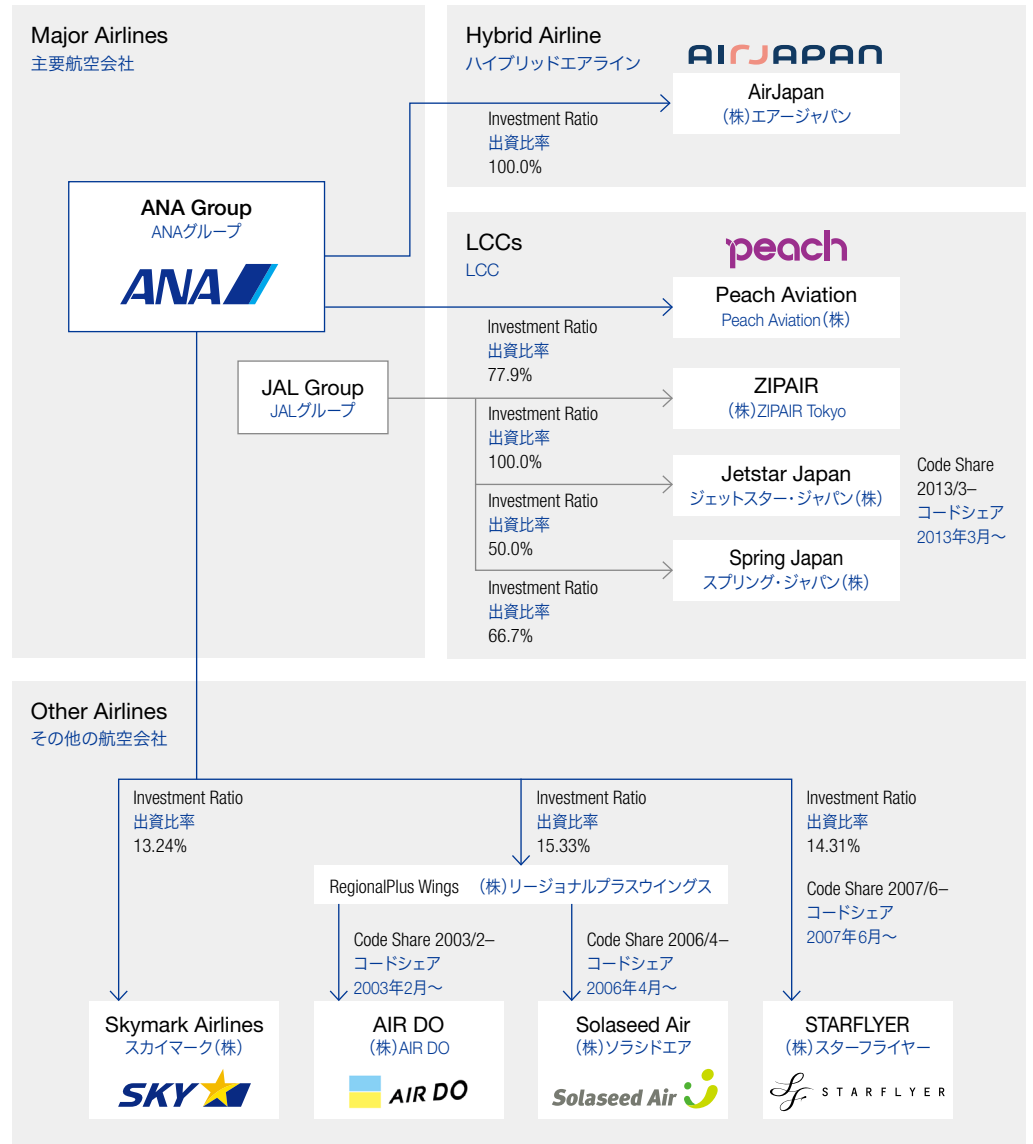 Major Airlines
主要航空会社
ANA Group
ANAグループ
ANA
JAL Group
JALグループ
Hybrid Airline
ハイブリッドエアライン
AIRJAPAN
AirJapan
(株)エアージャパン
Investment Ratio
出資比率
100.0%
LCCs
LCC
peach
Peach Aviation
Peach Aviation(株)
Investment Ratio
出資比率
77.9%
ZIPAIR
(株)ZIPAIR Tokyo
Investment Ratio
出資比率
100.0%
Jetstar Japan
ジェットスター・ジャパン(株)
Code Share
2013/3–
コードシェア
2013年3月～
Investment Ratio
出資比率
50.0%
Spring Japan
スプリング・ジャパン(株)
Investment Ratio
出資比率
66.7%
Other Airlines
その他の航空会社
Investment Ratio
出資比率
13.24%
Investment Ratio
出資比率
15.33%
Investment Ratio
出資比率
14.31%
RegionalPlus Wings (株)リージョナルプラスウイングス
Code Share 2003/2–
コードシェア
2003年2月～
Code Share 2006/4–
コードシェア
2006年4月～
Code Share 2007/6–
コードシェア
2007年6月～
Skymark Airlines
スカイマーク(株)
SKY
AIR DO
(株)AIR DO
AIR DO
Solaseed Air
(株)ソラシドエア
Solaseed Air
STARFLYER
(株)スターフライヤー
STARFLYER